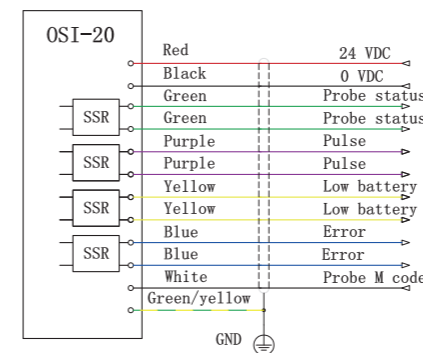 OSI-20
Red 24 VDC
Black 0 VDC
Green Probe status
SSR
Green Probe status
Purple Pulse
SSR
Purple Pulse
Yellow Low battery
SSR
Yellow Low battery
Blue Error
SSR
Blue Error
White Probe M code
Green/yellow
GND